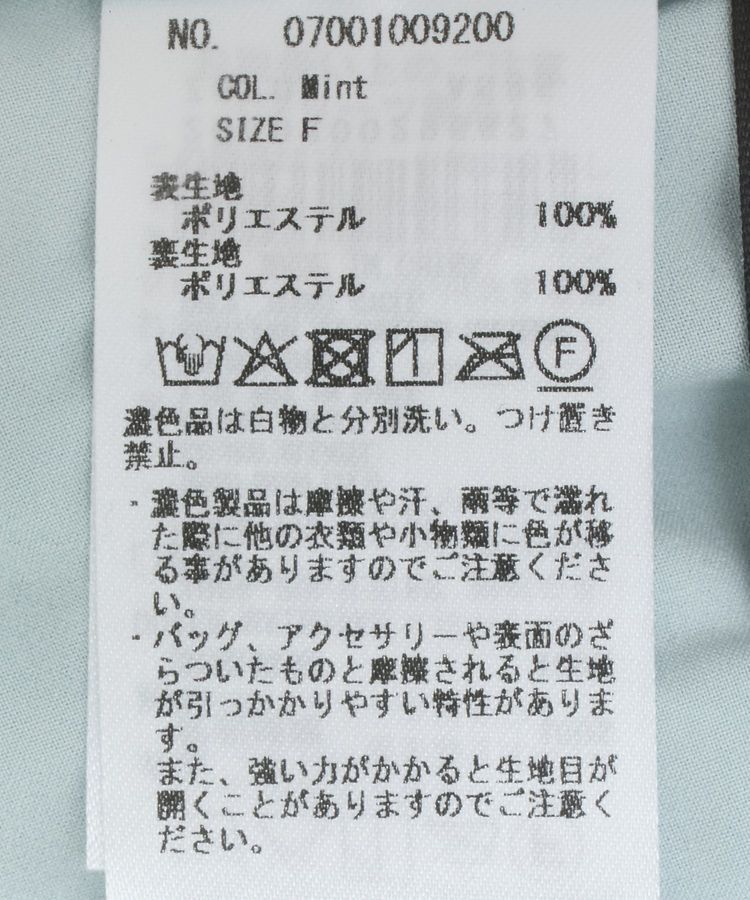 NO. 07001009200
COL. Mint
SIZE F
表生地
ポリエステル 100%
裏生地
ポリエステル 100%
F
濃色品は白物と分別洗い。つけ置き
禁止。
・濃色製品は摩擦や汗、雨等で濡れ
た際に他の衣類や小物類に色が移
る事がありますのでご注意くださ
い。
・バッグ、アクセサリーや表面のざ
らついたものと摩擦されると生地
が引っかかりやすい特性がありま
す。
また、強い力がかかると生地目が
開くことがありますのでご注意く
ださい。